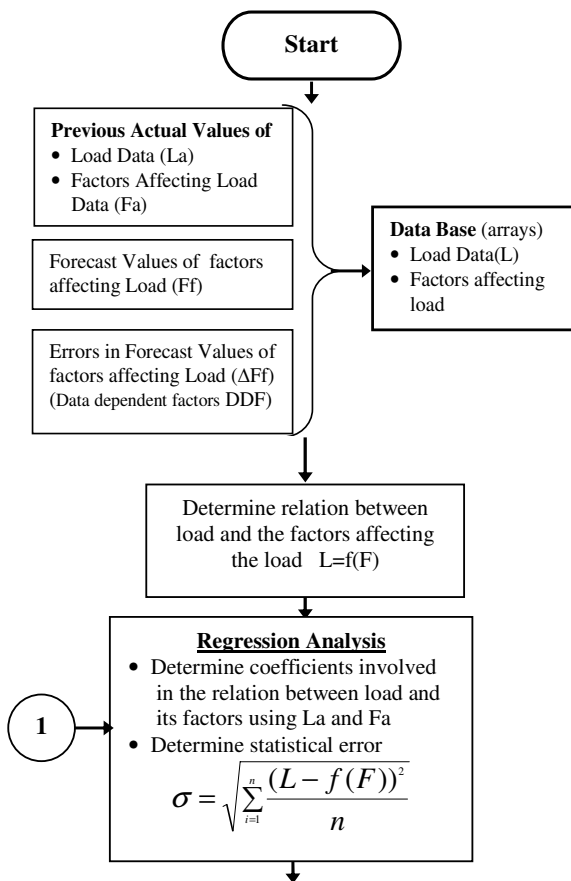 Start
Previous Actual Values of
• Load Data (La)
• Factors Affecting Load
Data (Fa)
Forecast Values of factors
affecting Load (Ff)
Errors in Forecast Values of
factors affecting Load (ΔFf)
(Data dependent factors DDF)
Data Base (arrays)
• Load Data(L)
• Factors affecting
load
Determine relation between
load and the factors affecting
the load L=f(F)
1
Regression Analysis
• Determine coefficients involved
in the relation between load and
its factors using La and Fa
• Determine statistical error
σ = √(∑_{i=1}^{n} (L − f(F))² / n)